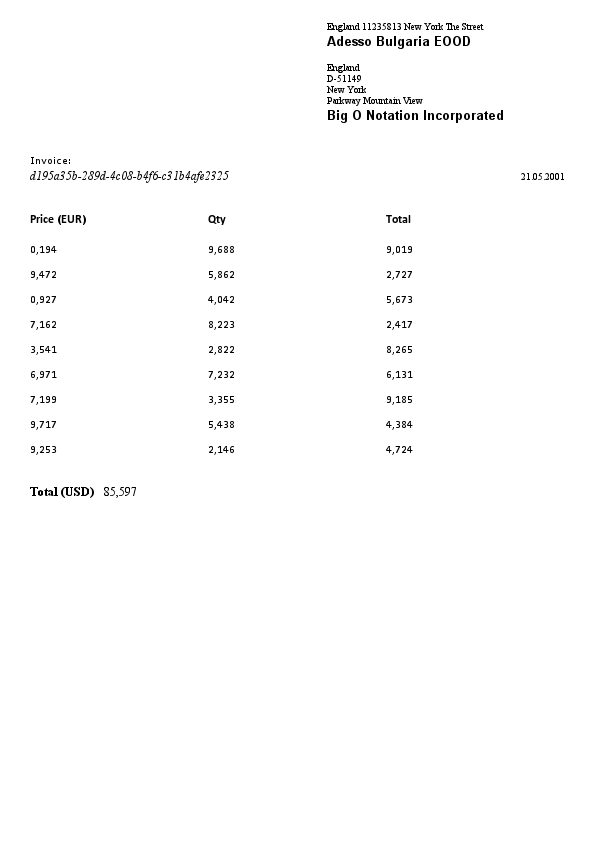 England 11235813 New York The Street
Adesso Bulgaria EOOD
England
D-51149
New York
Parkway Mountain View
Big O Notation Incorporated
Invoice:
d195a35b-289d-4c08-b4f6-c31b4afe2325 21.05.2001
Price (EUR) Qty Total
0,194 9,688 9,019
9,472 5,862 2,727
0,927 4,042 5,673
7,162 8,223 2,417
3,541 2,822 8,265
6,971 7,232 6,131
7,199 3,355 9,185
9,717 5,438 4,384
9,253 2,146 4,724
Total (USD) 85,597